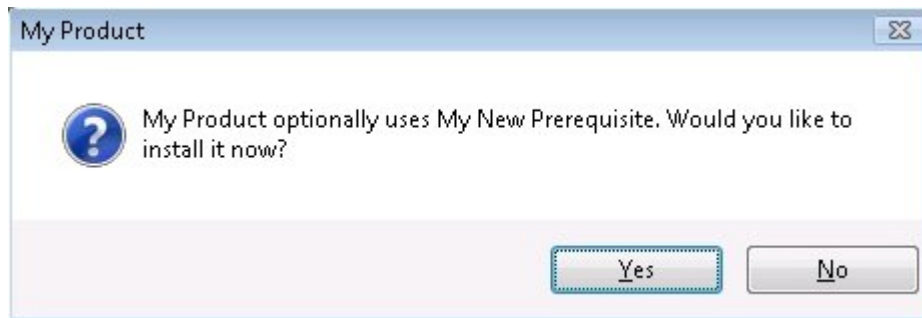 My Product
My Product optionally uses My New Prerequisite. Would you like to
install it now?
Yes
No